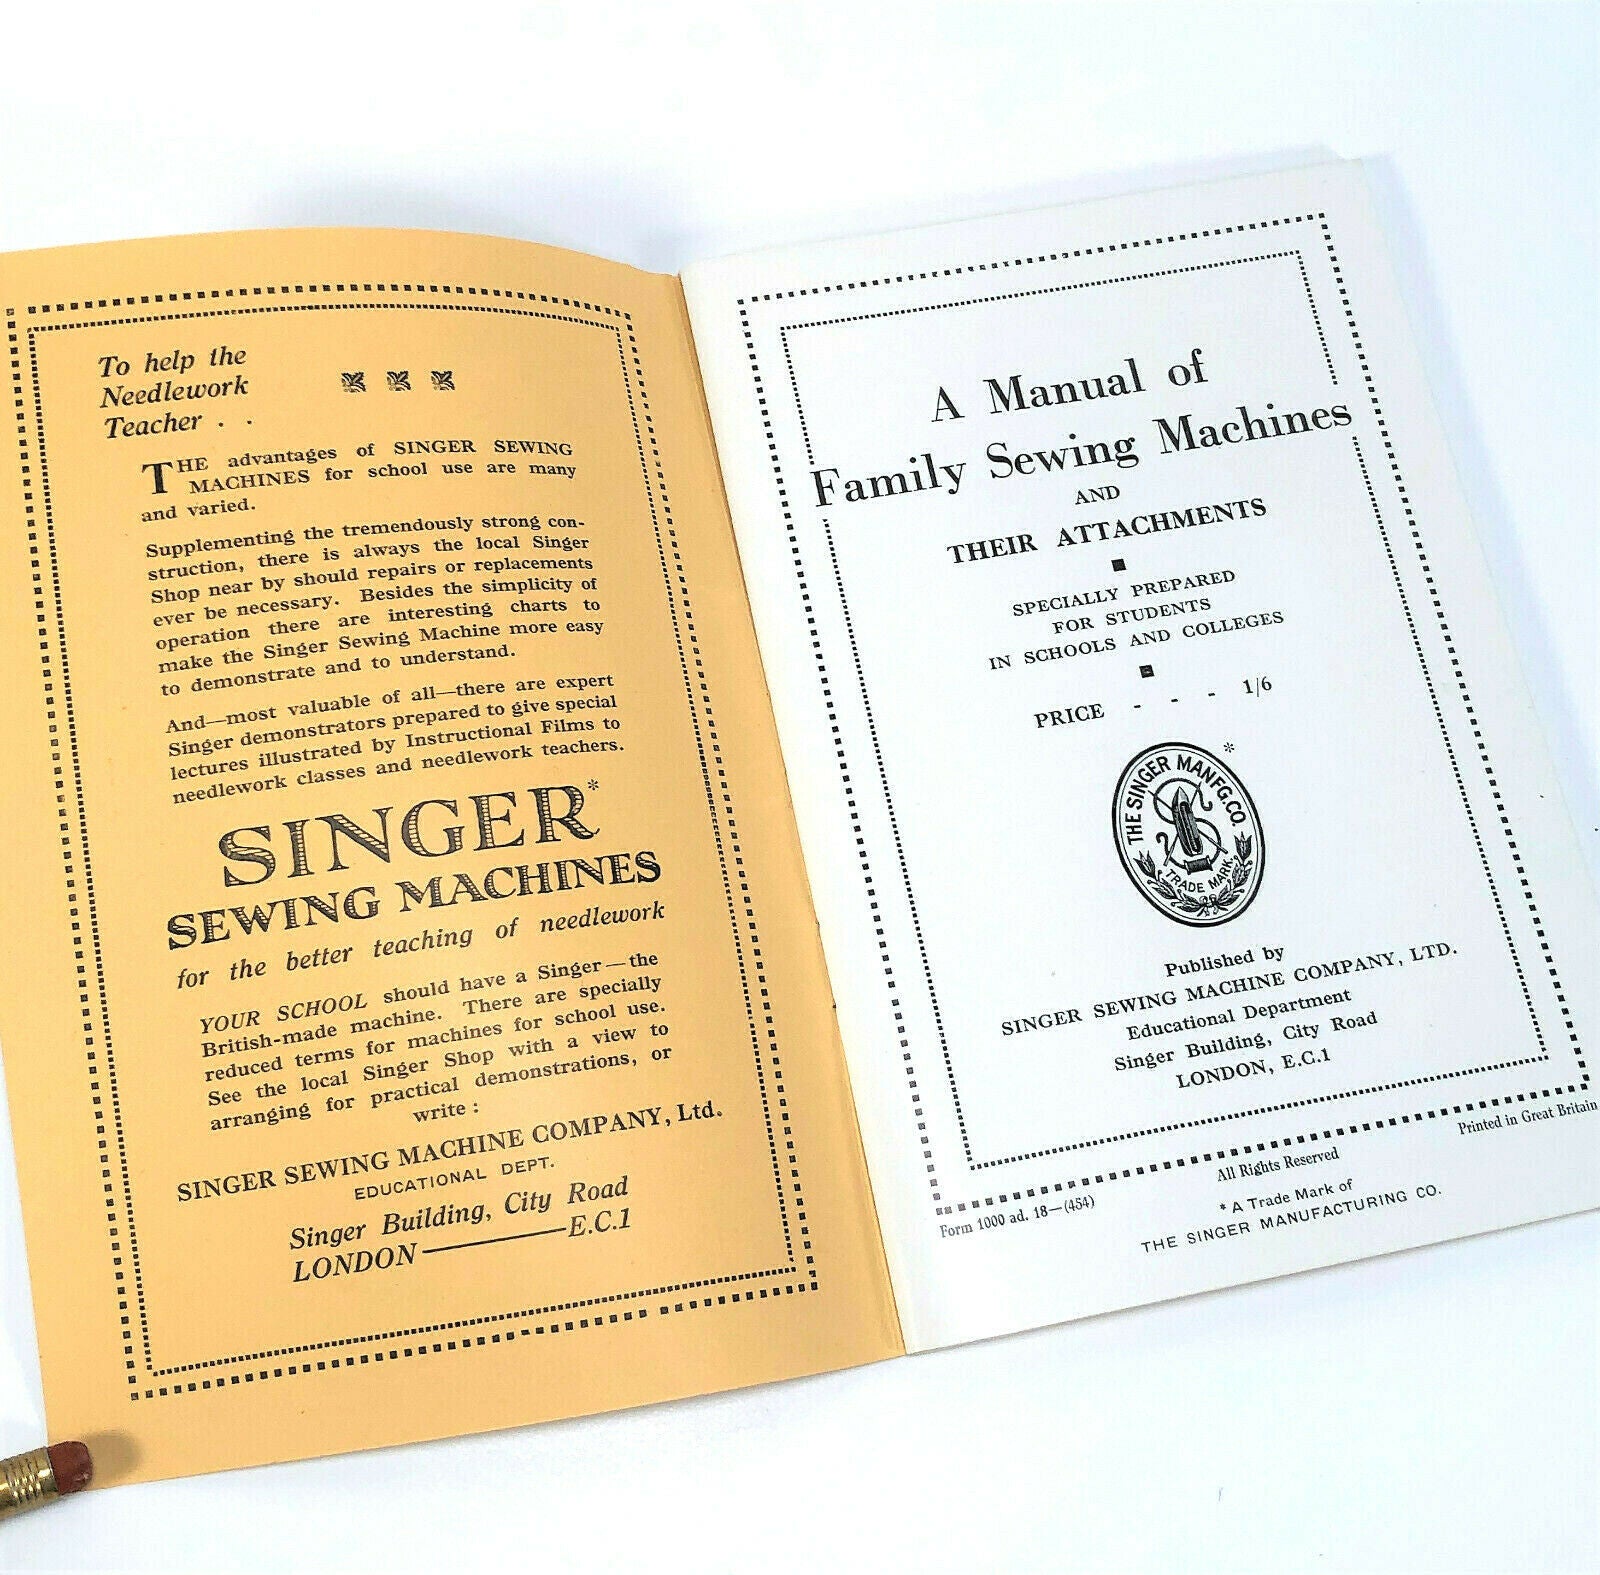 To help the
Needlework
Teacher . .
THE advantages of SINGER SEWING
MACHINES for school use are many
and varied.
Supplementing the tremendously strong con-
struction, there is always the local Singer
Shop near by should repairs or replacements
ever be necessary. Besides the simplicity of
operation there are interesting charts to
make the Singer Sewing Machine more easy
to demonstrate and to understand.
And—most valuable of all—there are expert
Singer demonstrators prepared to give special
lectures illustrated by Instructional Films to
needlework classes and needlework teachers.
SINGER*
SEWING MACHINES
for the better teaching of needlework
YOUR SCHOOL should have a Singer—the
British-made machine. There are specially
reduced terms for machines for school use.
See the local Singer Shop with a view to
arranging for practical demonstrations, or
write :
SINGER SEWING MACHINE COMPANY, Ltd.
EDUCATIONAL DEPT.
Singer Building, City Road
LONDON—E.C.1
A Manual of
Family Sewing Machines
AND
THEIR ATTACHMENTS
SPECIALLY PREPARED
FOR STUDENTS
IN SCHOOLS AND COLLEGES
PRICE - - - 1/6
*
THE SINGER MANFG. CO.
TRADE MARK.
Published by
SINGER SEWING MACHINE COMPANY, LTD.
Educational Department
Singer Building, City Road
LONDON, E.C.1
Form 1000 ad. 18—(454)
All Rights Reserved
Printed in Great Britain
* A Trade Mark of
THE SINGER MANUFACTURING CO.